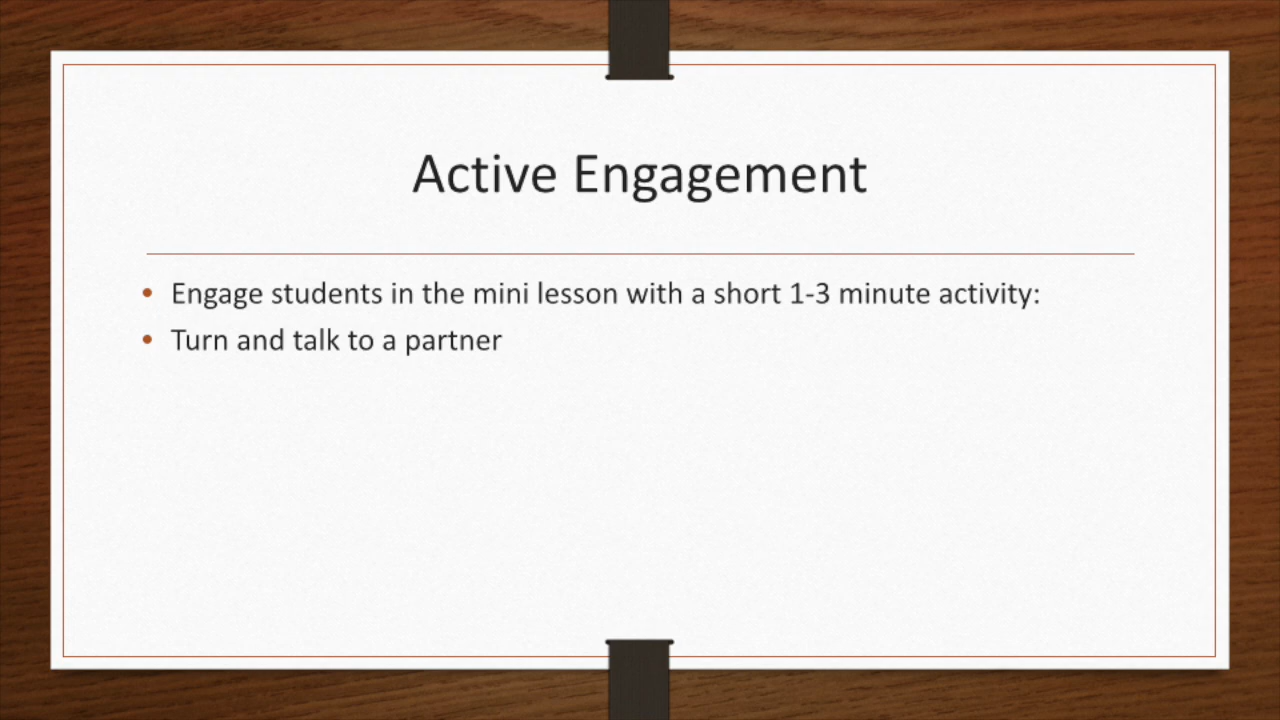 Active Engagement
• Engage students in the mini lesson with a short 1-3 minute activity:
• Turn and talk to a partner